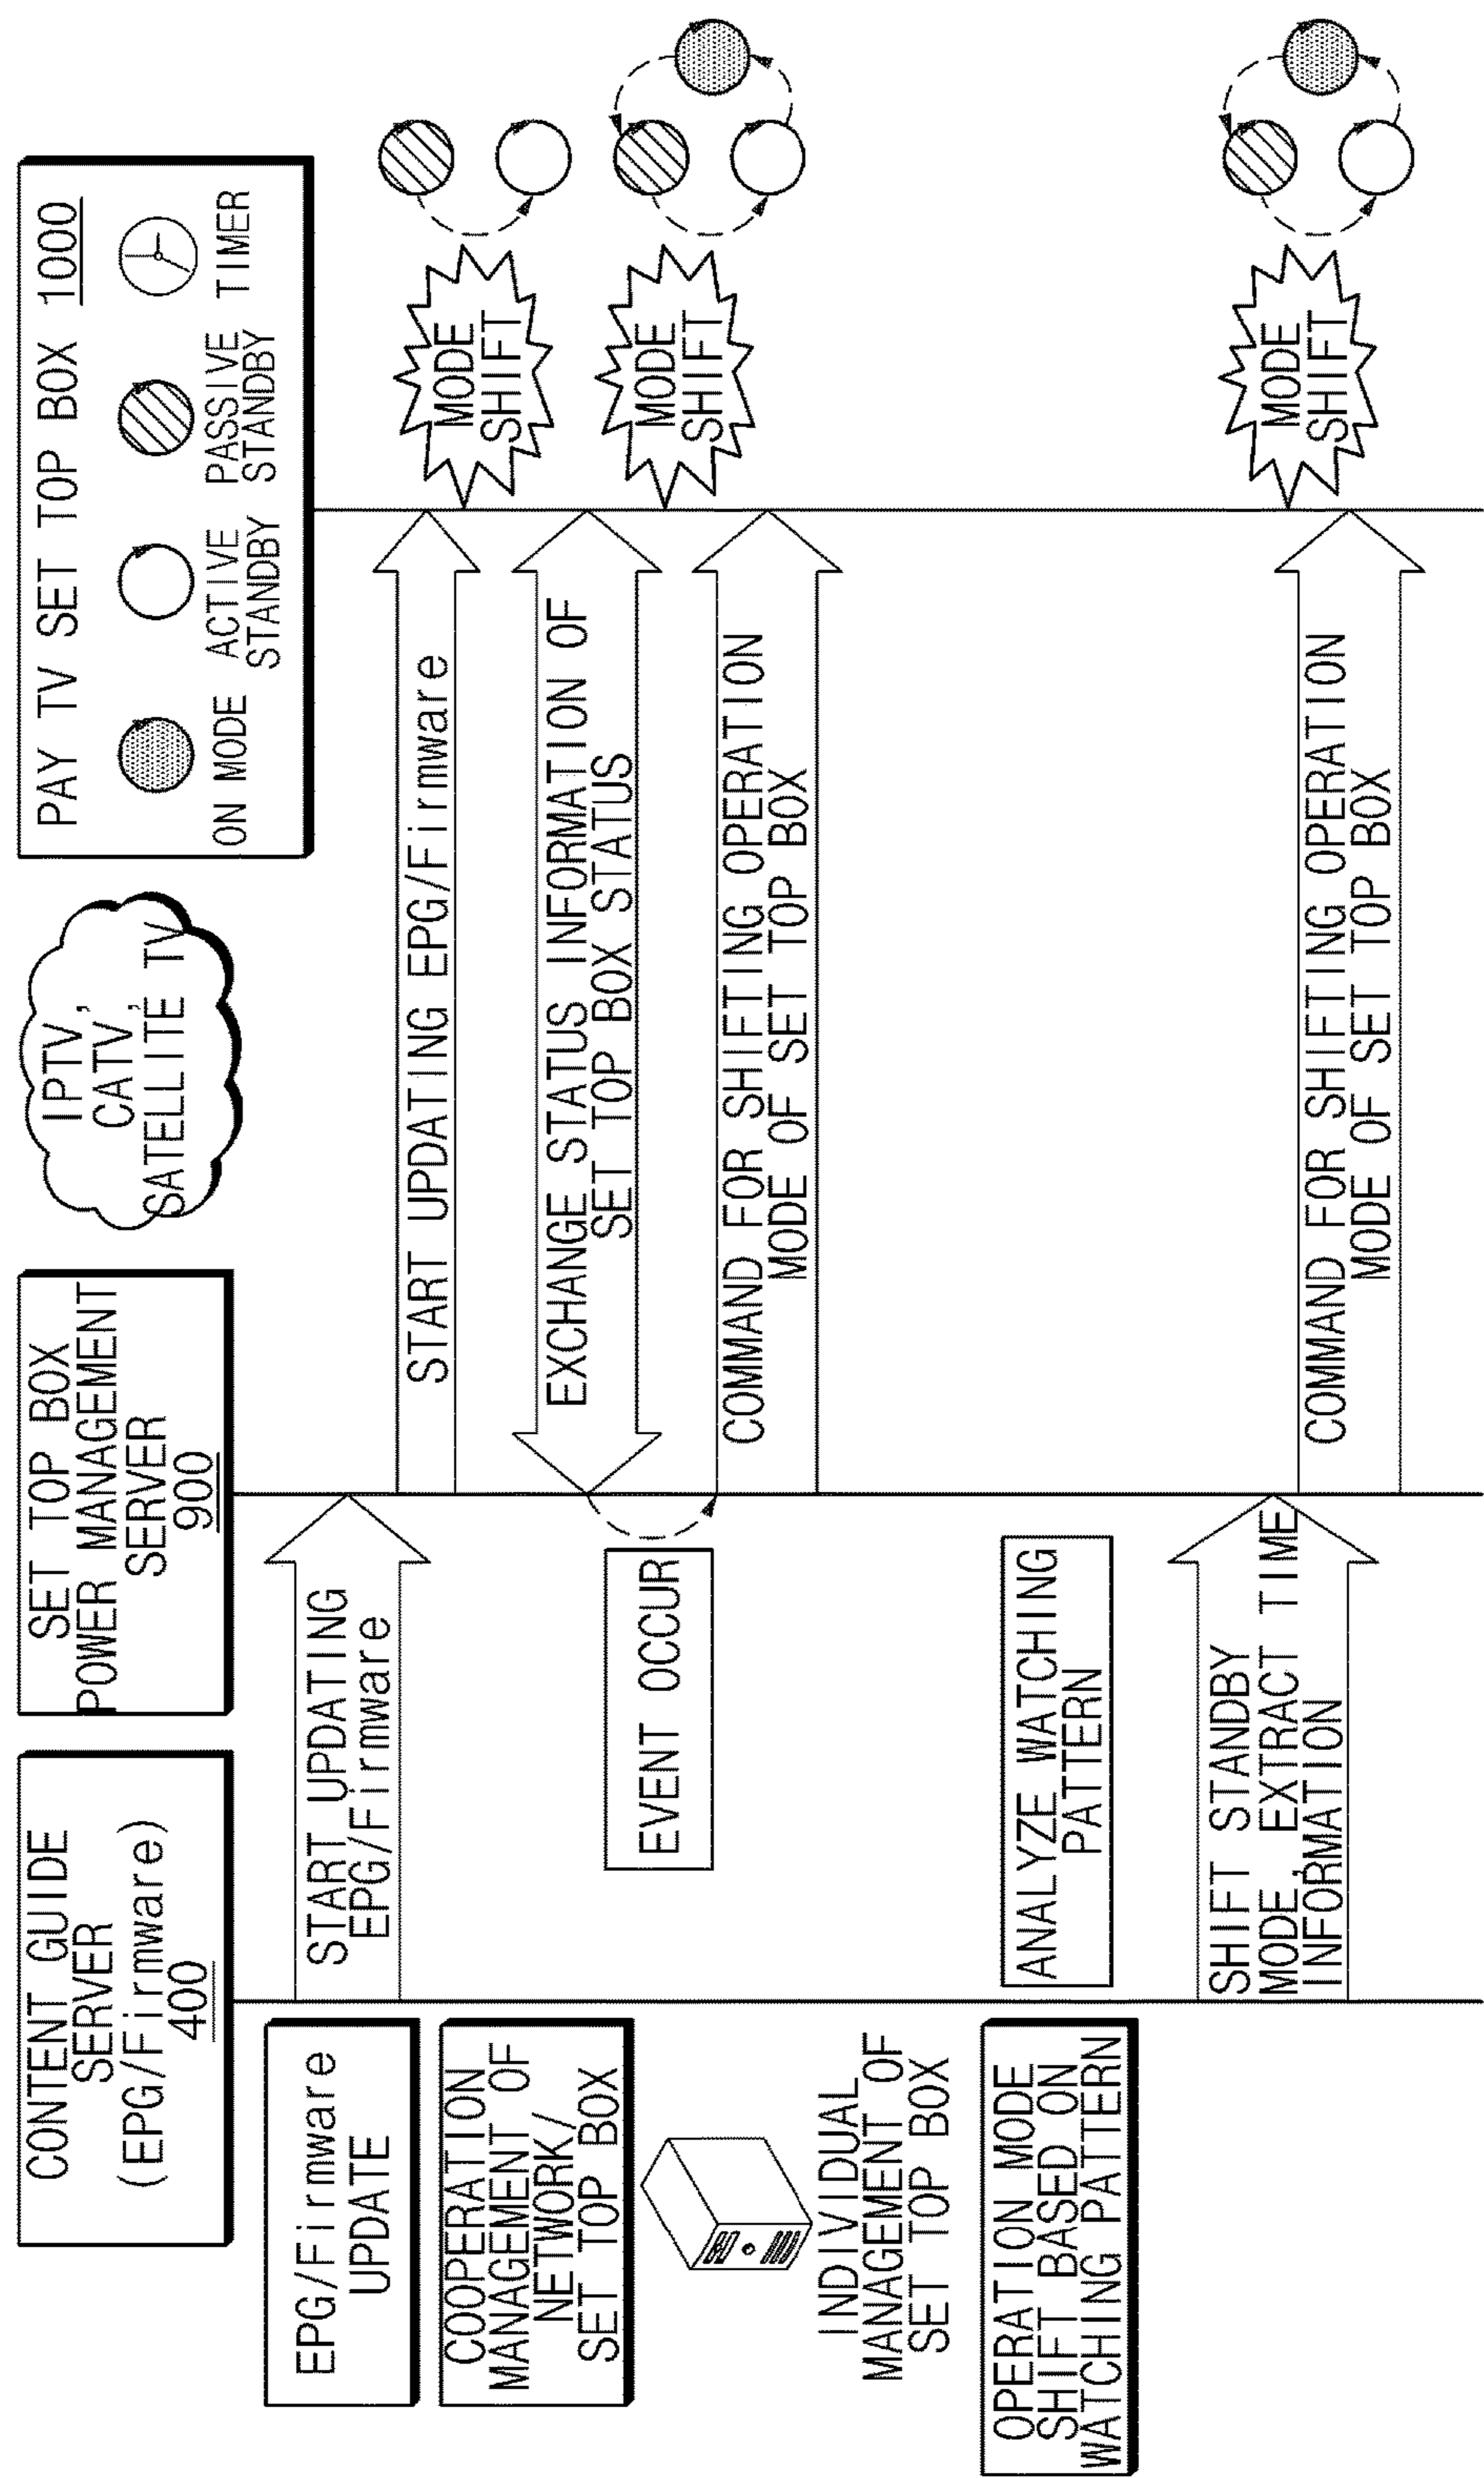 CONTENT GUIDE
SERVER
(EPG/Firmware)
400
SET TOP BOX
POWER MANAGEMENT
SERVER
900
IPTV,
CATV,
SATELLITE TV
PAY TV SET TOP BOX 1000
ON MODE
ACTIVE
STANDBY
PASSIVE
STANDBY
TIMER
EPG/Firmware
UPDATE
START UPDATING
EPG/Firmware
START UPDATING EPG/Firmware
MODE
SHIFT
COOPERATION
MANAGEMENT OF
NETWORK/
SET TOP BOX
EXCHANGE STATUS INFORMATION OF
SET TOP BOX STATUS
MODE
SHIFT
EVENT OCCUR
COMMAND FOR SHIFTING OPERATION
MODE OF SET TOP BOX
INDIVIDUAL
MANAGEMENT OF
SET TOP BOX
OPERATION MODE
SHIFT BASED ON
WATCHING PATTERN
ANALYZE WATCHING
PATTERN
SHIFT STANDBY
MODE, EXTRACT TIME
INFORMATION
COMMAND FOR SHIFTING OPERATION
MODE OF SET TOP BOX
MODE
SHIFT